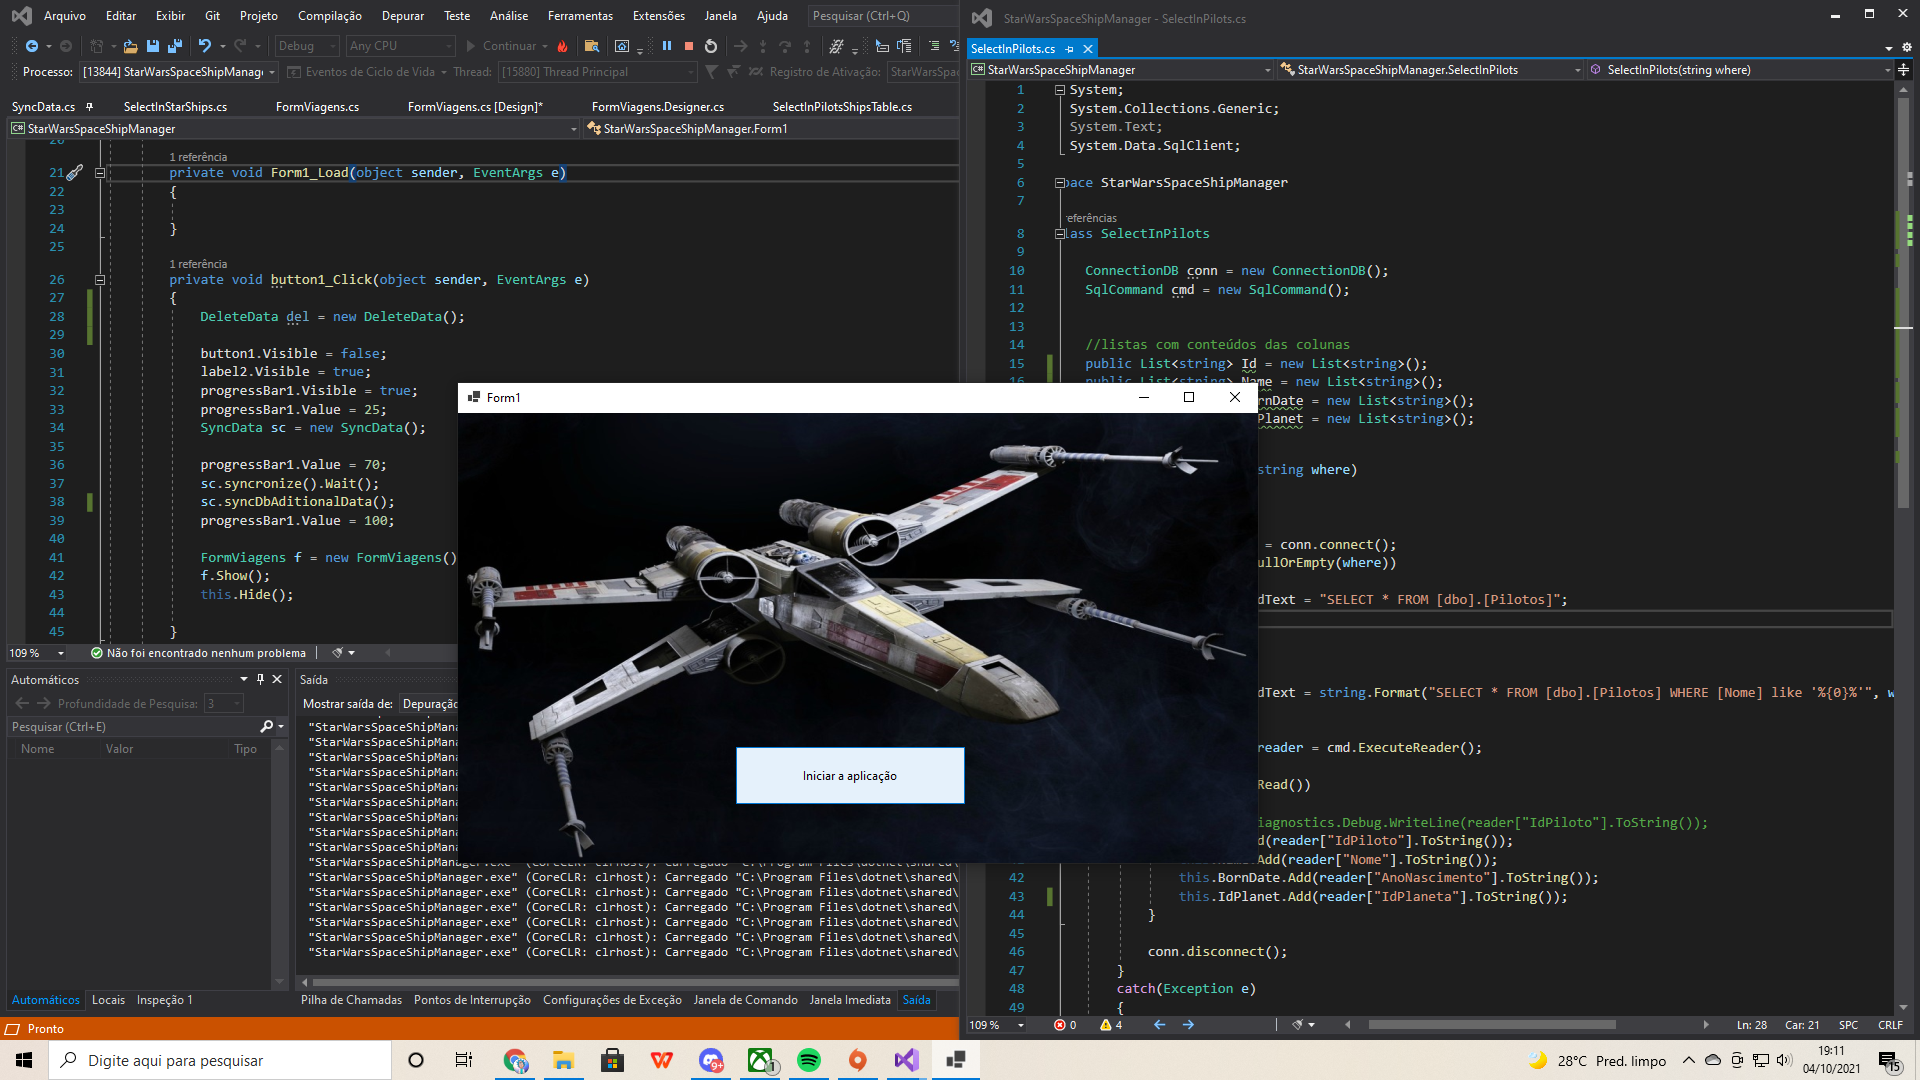 Arquivo Editar Exibir Git Projeto Compilação Depurar Teste Análise Ferramentas Extensões Janela Ajuda Pesquisar (Ctrl+Q)
Debug Any CPU Continuar
Processo: [13844] StarWarsSpaceShipManag Eventos de Ciclo de Vida Thread: [15880] Thread Principal Registro de Ativação: StarWarsSpac
SyncData.cs SelectInStarShips.cs FormViagens.cs FormViagens.cs [Design]* FormViagens.Designer.cs SelectInPilotsShipsTable.cs
StarWarsSpaceShipManager StarWarsSpaceShipManager.Form1
20
1 referência
21 private void Form1_Load(object sender, EventArgs e)
22 {
23
24 }
25
1 referência
26 private void button1_Click(object sender, EventArgs e)
27 {
28 DeleteData del = new DeleteData();
29
30 button1.Visible = false;
31 label2.Visible = true;
32 progressBar1.Visible = true;
33 progressBar1.Value = 25;
34 SyncData sc = new SyncData();
35
36 progressBar1.Value = 70;
37 sc.syncronize().Wait();
38 sc.syncDbAditionalData();
39 progressBar1.Value = 100;
40
41 FormViagens f = new FormViagens()
42 f.Show();
43 this.Hide();
44
45 }
109 % Não foi encontrado nenhum problema
Automáticos
Profundidade de Pesquisa: 3
Pesquisar (Ctrl+E)
Nome Valor Tipo
Automáticos Locais Inspeção 1
Saída
Mostrar saída de: Depuração
"StarWarsSpaceShipMana
"StarWarsSpaceShipMana
"StarWarsSpaceShipMana
"StarWarsSpaceShipMana
"StarWarsSpaceShipMana
"StarWarsSpaceShipMana
"StarWarsSpaceShipMana
"StarWarsSpaceShipMana
"StarWarsSpaceShipMana
"StarWarsSpaceShipManager.exe" (CoreCLR: clrhost): Carregado "C:\Program Files\dotnet\shared\
"StarWarsSpaceShipManager.exe" (CoreCLR: clrhost): Carregado "C:\Program Files\dotnet\shared\
"StarWarsSpaceShipManager.exe" (CoreCLR: clrhost): Carregado "C:\Program Files\dotnet\shared\
"StarWarsSpaceShipManager.exe" (CoreCLR: clrhost): Carregado "C:\Program Files\dotnet\shared\
"StarWarsSpaceShipManager.exe" (CoreCLR: clrhost): Carregado "C:\Program Files\dotnet\shared\
"StarWarsSpaceShipManager.exe" (CoreCLR: clrhost): Carregado "C:\Program Files\dotnet\shared\
"StarWarsSpaceShipManager.exe" (CoreCLR: clrhost): Carregado "C:\Program Files\dotnet\shared\
Pilha de Chamadas Pontos de Interrupção Configurações de Exceção Janela de Comando Janela Imediata Saída
Pronto
Form1
Iniciar a aplicação
StarWarsSpaceShipManager - SelectInPilots.cs
SelectInPilots.cs
StarWarsSpaceShipManager StarWarsSpaceShipManager.SelectInPilots SelectInPilots(string where)
1 System;
2 System.Collections.Generic;
3 System.Text;
4 System.Data.SqlClient;
5
6 pace StarWarsSpaceShipManager
7
referências
8 lass SelectInPilots
9
10 ConnectionDB conn = new ConnectionDB();
11 SqlCommand cmd = new SqlCommand();
12
13
14 //listas com conteúdos das colunas
15 public List<string> Id = new List<string>();
16 public List<string> Name = new List<string>();
rnDate = new List<string>();
Planet = new List<string>();
string where)
= conn.connect();
ullOrEmpty(where))
dText = "SELECT * FROM [dbo].[Pilotos]";
dText = string.Format("SELECT * FROM [dbo].[Pilotos] WHERE [Nome] like '%{0}%'", w
reader = cmd.ExecuteReader();
Read())
iagnostics.Debug.WriteLine(reader["IdPiloto"].ToString());
d(reader["IdPiloto"].ToString());
Add(reader["Nome"].ToString());
42 this.BornDate.Add(reader["AnoNascimento"].ToString());
43 this.IdPlanet.Add(reader["IdPlaneta"].ToString());
44 }
45
46 conn.disconnect();
47 }
48 catch(Exception e)
49 {
109 % 0 4 Ln: 28 Car: 21 SPC CRLF
Digite aqui para pesquisar
9+
1
28°C Pred. limpo
19:11
04/10/2021
15